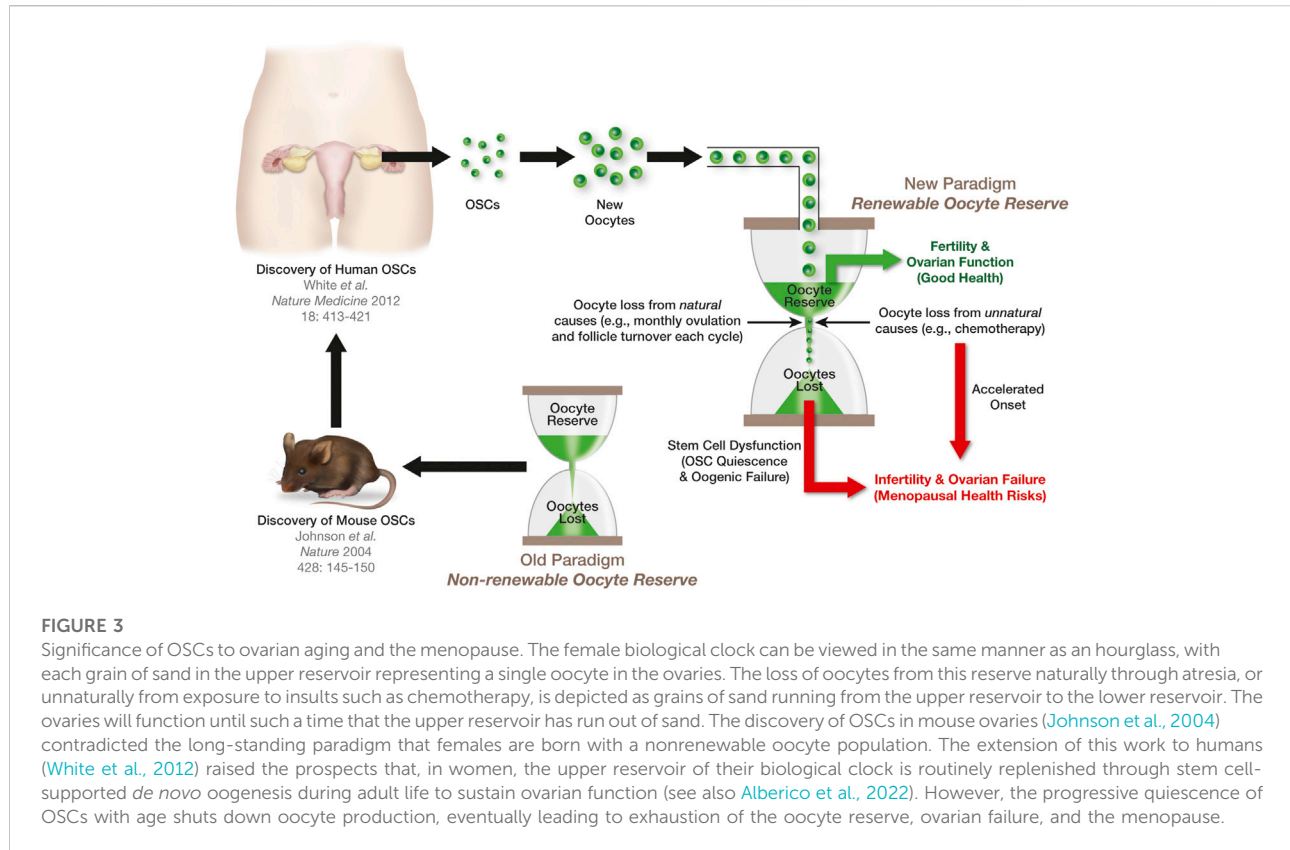 OSCs
New
Oocytes
New Paradigm
Renewable Oocyte Reserve
Fertility &
Ovarian Function
(Good Health)
Discovery of Human OSCs
White et al.
Nature Medicine 2012
18: 413-421
Oocyte
Reserve
Oocyte loss from natural
causes (e.g., monthly ovulation
and follicle turnover each cycle)
Oocyte loss from unnatural
causes (e.g., chemotherapy)
Oocytes
Lost
Accelerated
Onset
Stem Cell Dysfunction
(OSC Quiescence
& Oogenic Failure)
Infertility & Ovarian Failure
(Menopausal Health Risks)
Oocyte
Reserve
Oocytes
Lost
Old Paradigm
Non-renewable Oocyte Reserve
Discovery of Mouse OSCs
Johnson et al.
Nature 2004
428: 145-150
FIGURE 3
Significance of OSCs to ovarian aging and the menopause. The female biological clock can be viewed in the same manner as an hourglass, with
each grain of sand in the upper reservoir representing a single oocyte in the ovaries. The loss of oocytes from this reserve naturally through atresia, or
unnaturally from exposure to insults such as chemotherapy, is depicted as grains of sand running from the upper reservoir to the lower reservoir. The
ovaries will function until such a time that the upper reservoir has run out of sand. The discovery of OSCs in mouse ovaries (Johnson et al., 2004)
contradicted the long-standing paradigm that females are born with a nonrenewable oocyte population. The extension of this work to humans
(White et al., 2012) raised the prospects that, in women, the upper reservoir of their biological clock is routinely replenished through stem cell-
supported de novo oogenesis during adult life to sustain ovarian function (see also Alberico et al., 2022). However, the progressive quiescence of
OSCs with age shuts down oocyte production, eventually leading to exhaustion of the oocyte reserve, ovarian failure, and the menopause.